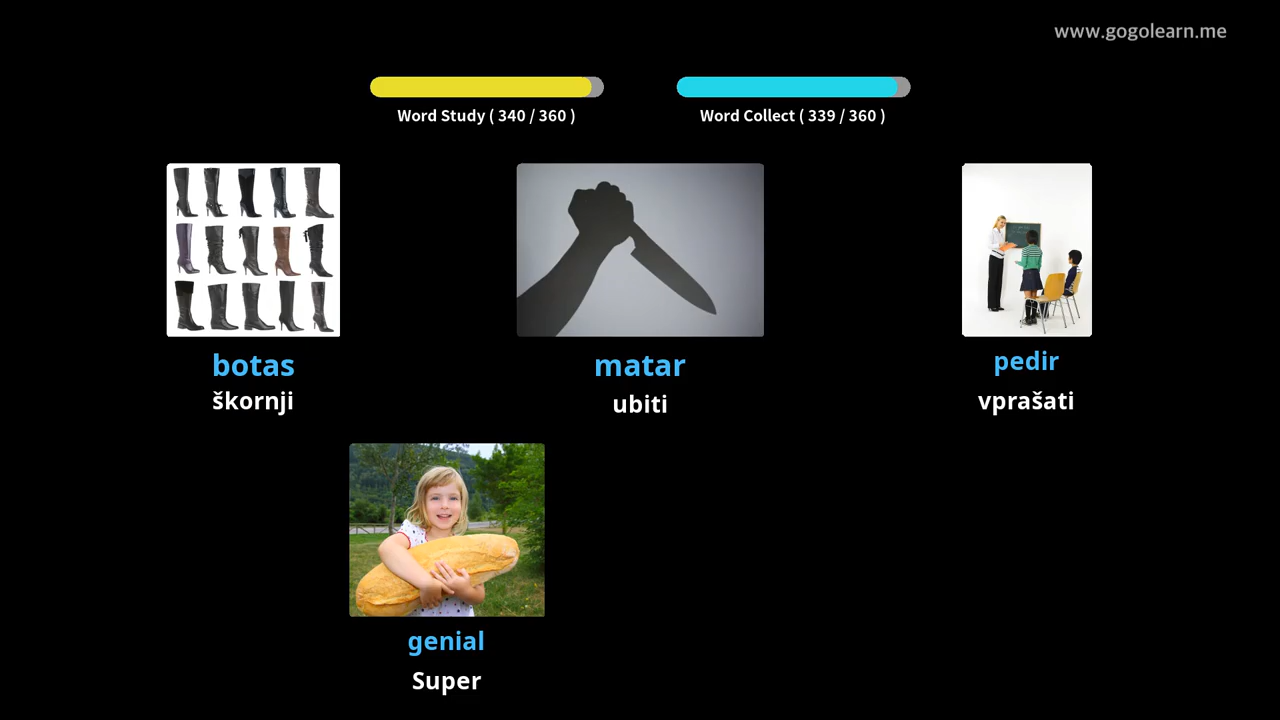 www.gogolearn.me
Word Study ( 340 / 360 )
Word Collect ( 339 / 360 )
botas
škornji
matar
ubiti
pedir
vprašati
genial
Super